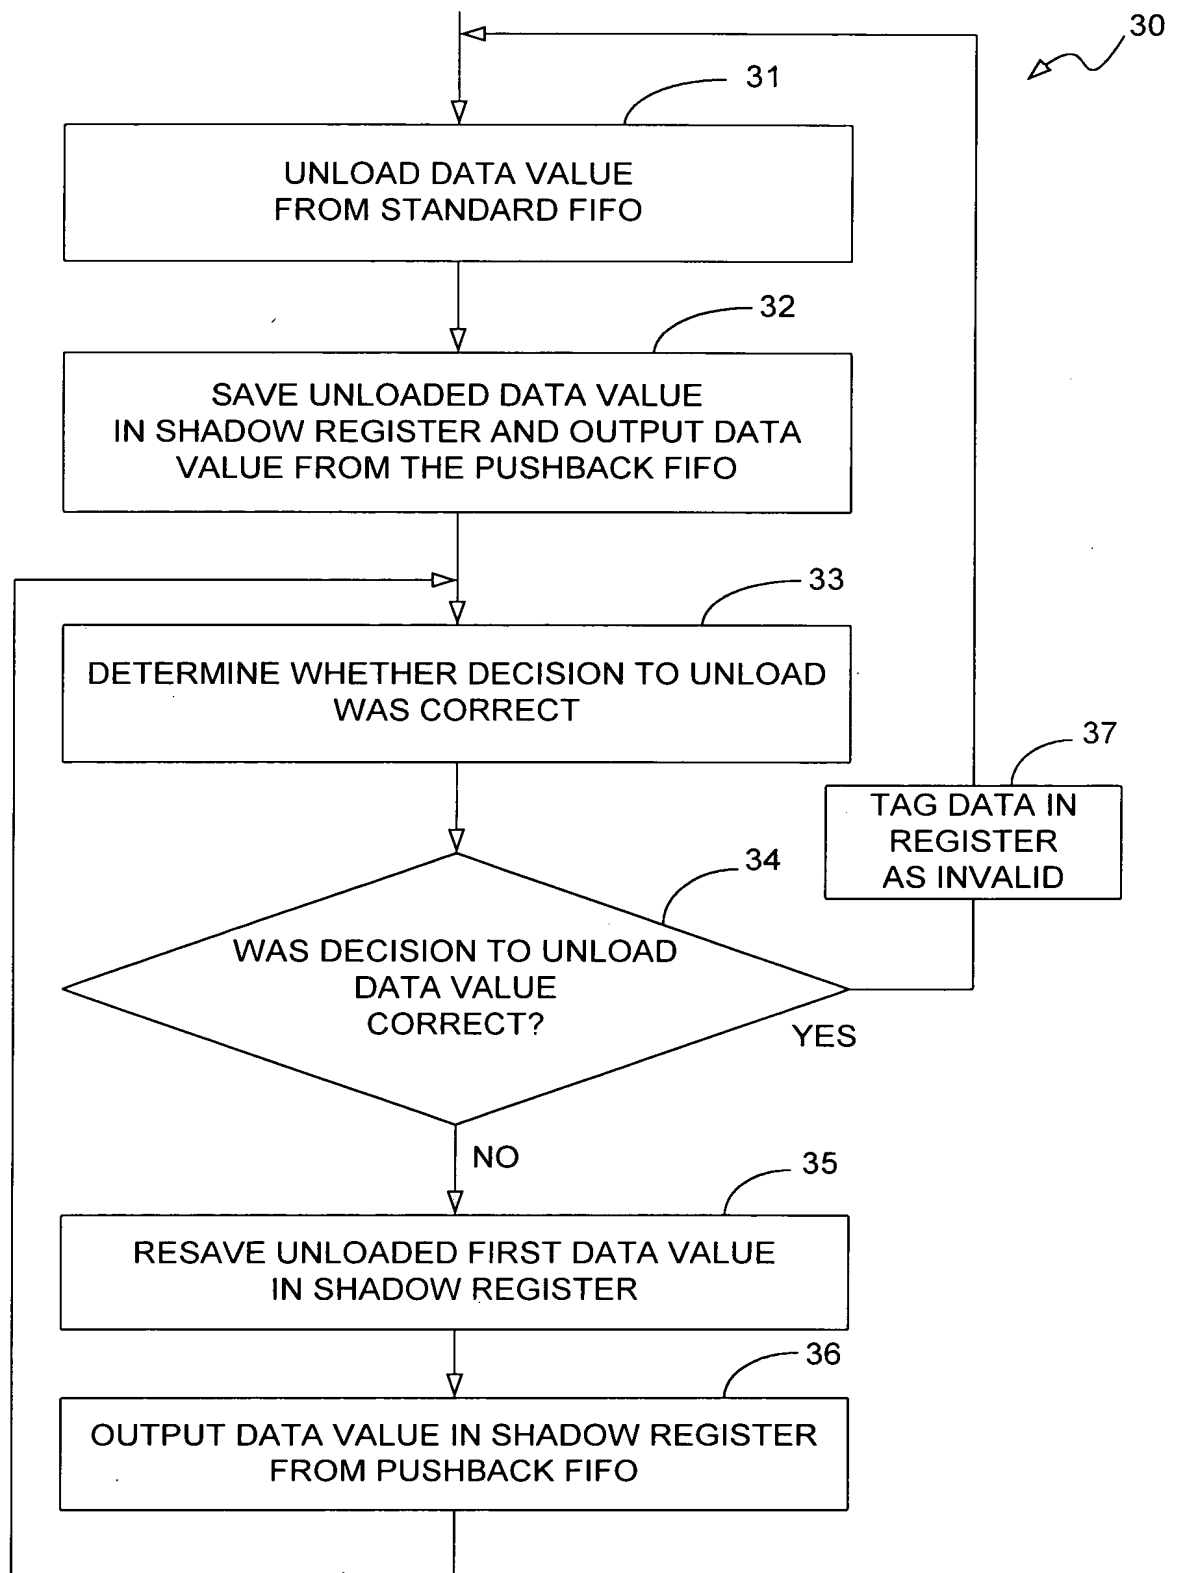 30
31
UNLOAD DATA VALUE
FROM STANDARD FIFO
32
SAVE UNLOADED DATA VALUE
IN SHADOW REGISTER AND OUTPUT DATA
VALUE FROM THE PUSHBACK FIFO
33
DETERMINE WHETHER DECISION TO UNLOAD
WAS CORRECT
37
TAG DATA IN
REGISTER
AS INVALID
34
WAS DECISION TO UNLOAD
DATA VALUE
CORRECT?
YES
NO
35
RESAVE UNLOADED FIRST DATA VALUE
IN SHADOW REGISTER
36
OUTPUT DATA VALUE IN SHADOW REGISTER
FROM PUSHBACK FIFO